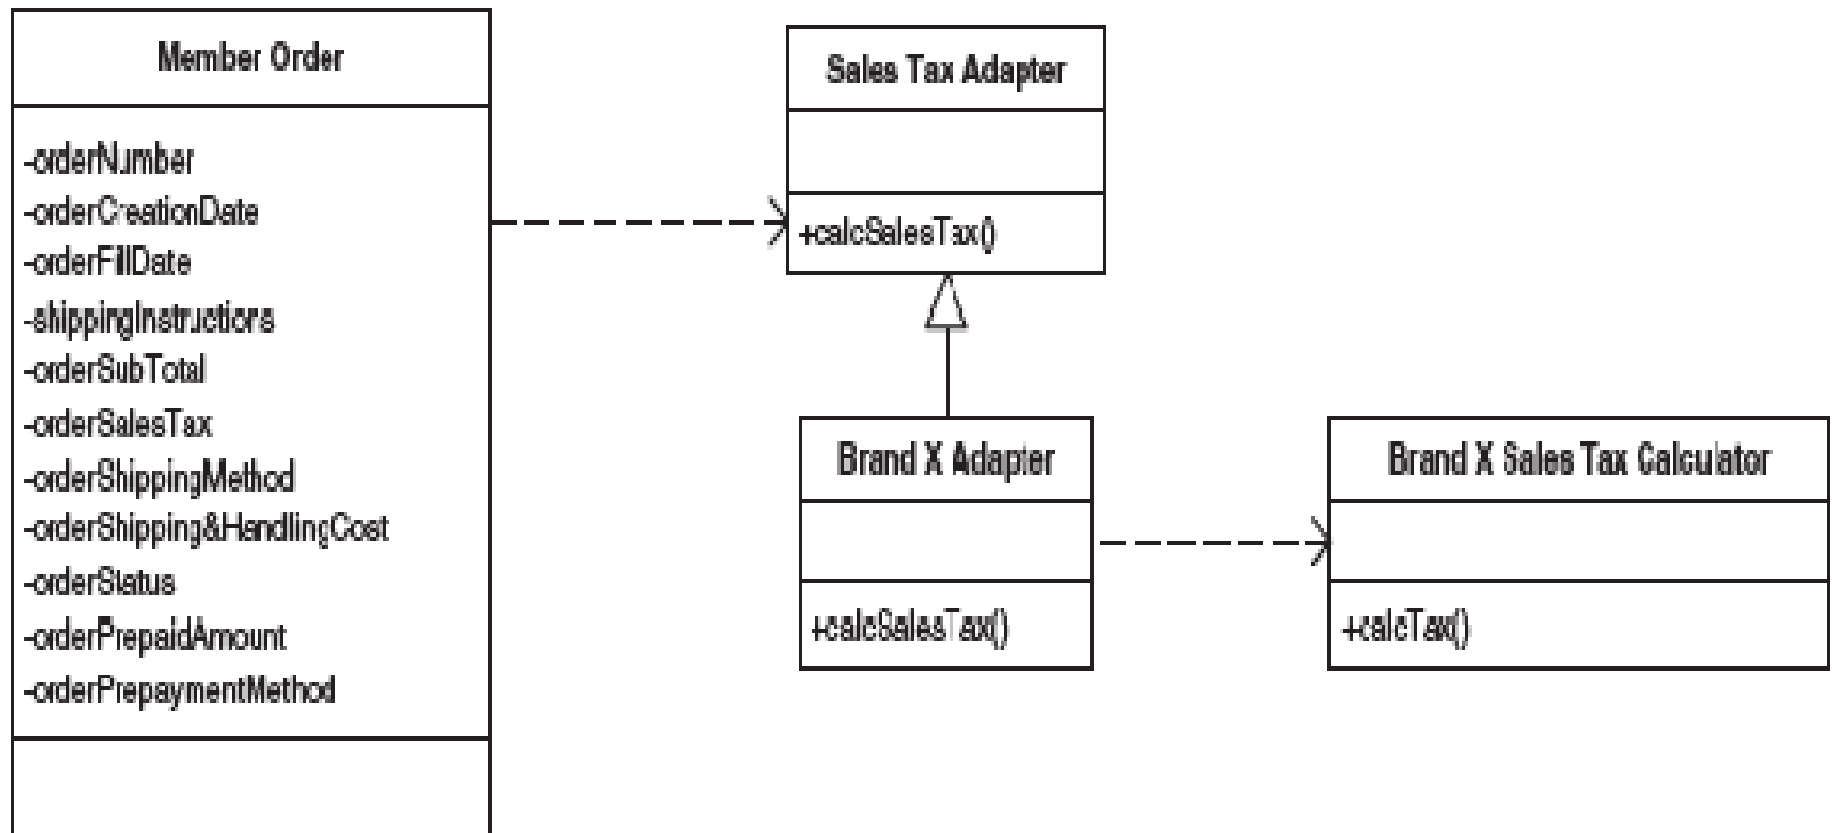 Member Order
-orderNumber
-orderCreationDate
-orderFillDate
-shippingInstructions
-orderSubTotal
-orderSalesTax
-orderShippingMethod
-orderShipping&HandlingCost
-orderStatus
-orderPrepaidAmount
-orderPrepaymentMethod
Sales Tax Adapter
+calcSalesTax()
Brand X Adapter
+calcSalesTax()
Brand X Sales Tax Calculator
+calcTax()